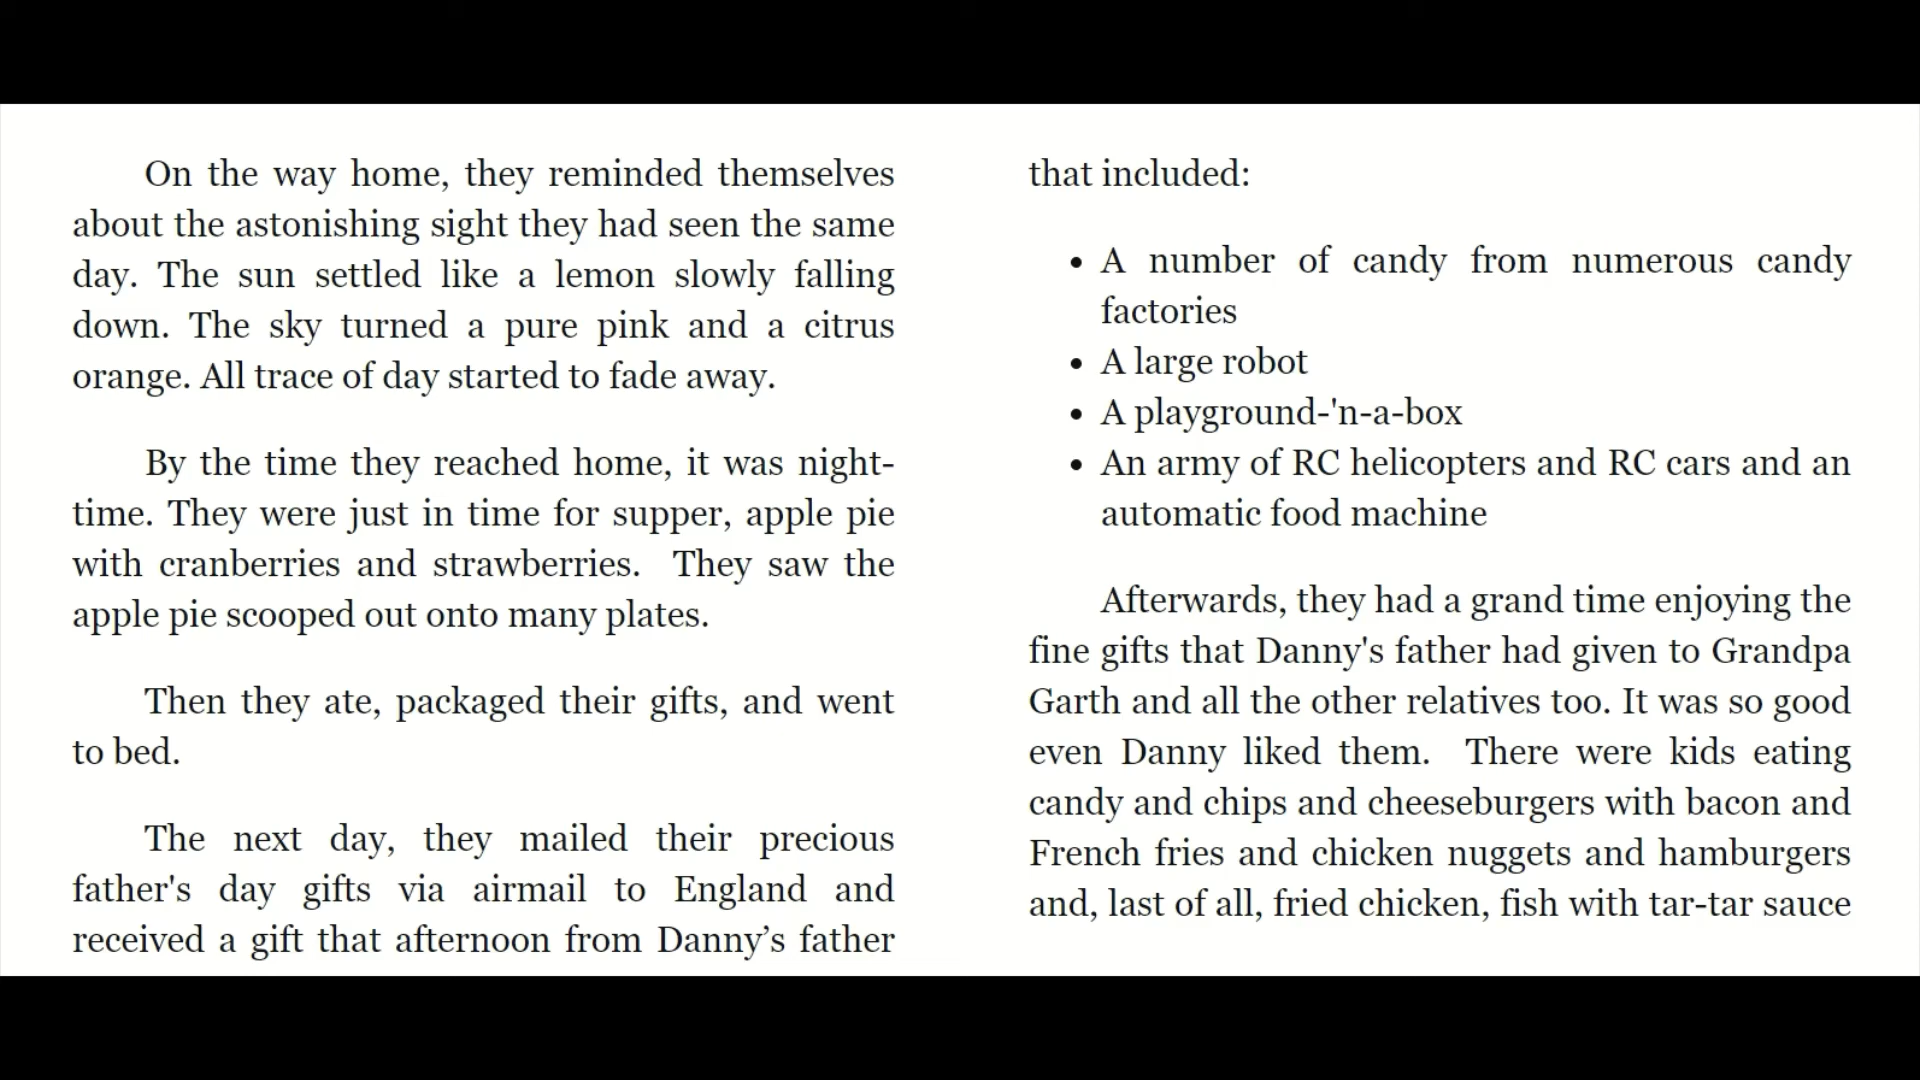 On the way home, they reminded themselves
about the astonishing sight they had seen the same
day. The sun settled like a lemon slowly falling
down. The sky turned a pure pink and a citrus
orange. All trace of day started to fade away.
By the time they reached home, it was night-
time. They were just in time for supper, apple pie
with cranberries and strawberries.  They saw the
apple pie scooped out onto many plates.
Then they ate, packaged their gifts, and went
to bed.
The next day, they mailed their precious
father's day gifts via airmail to England and
received a gift that afternoon from Danny’s father
that included:
• A number of candy from numerous candy
factories
• A large robot
• A playground-'n-a-box
• An army of RC helicopters and RC cars and an
automatic food machine
Afterwards, they had a grand time enjoying the
fine gifts that Danny's father had given to Grandpa
Garth and all the other relatives too. It was so good
even Danny liked them.  There were kids eating
candy and chips and cheeseburgers with bacon and
French fries and chicken nuggets and hamburgers
and, last of all, fried chicken, fish with tar-tar sauce